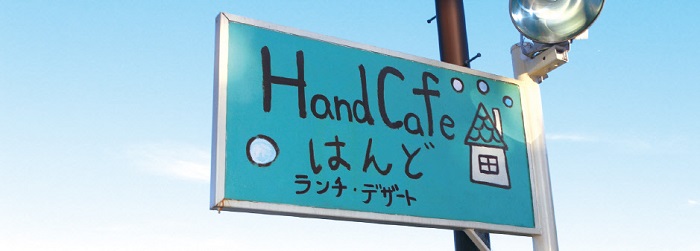 Hand Cafe
はんど
ランチ・デザート